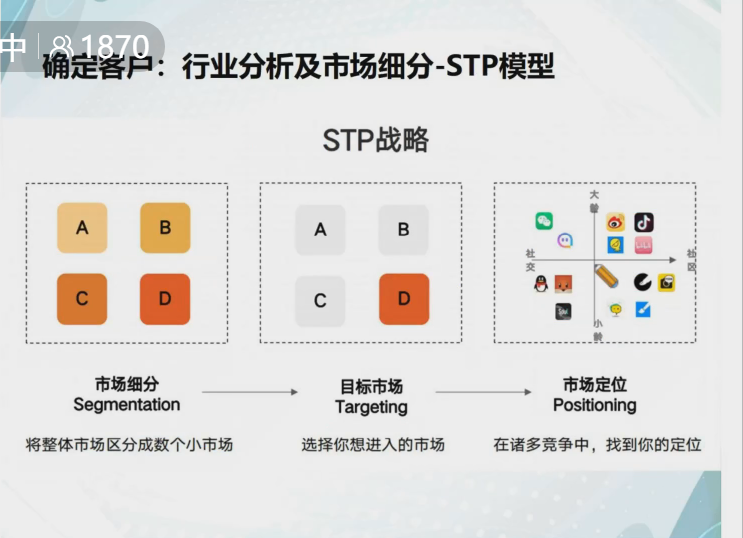 中 1870
确定客户：行业分析及市场细分-STP模型
STP战略
A B
C D
A B
C D
大龄
社交
社区
小龄
市场细分
Segmentation
目标市场
Targeting
市场定位
Positioning
将整体市场区分成数个小市场
选择你想进入的市场
在诸多竞争中，找到你的定位